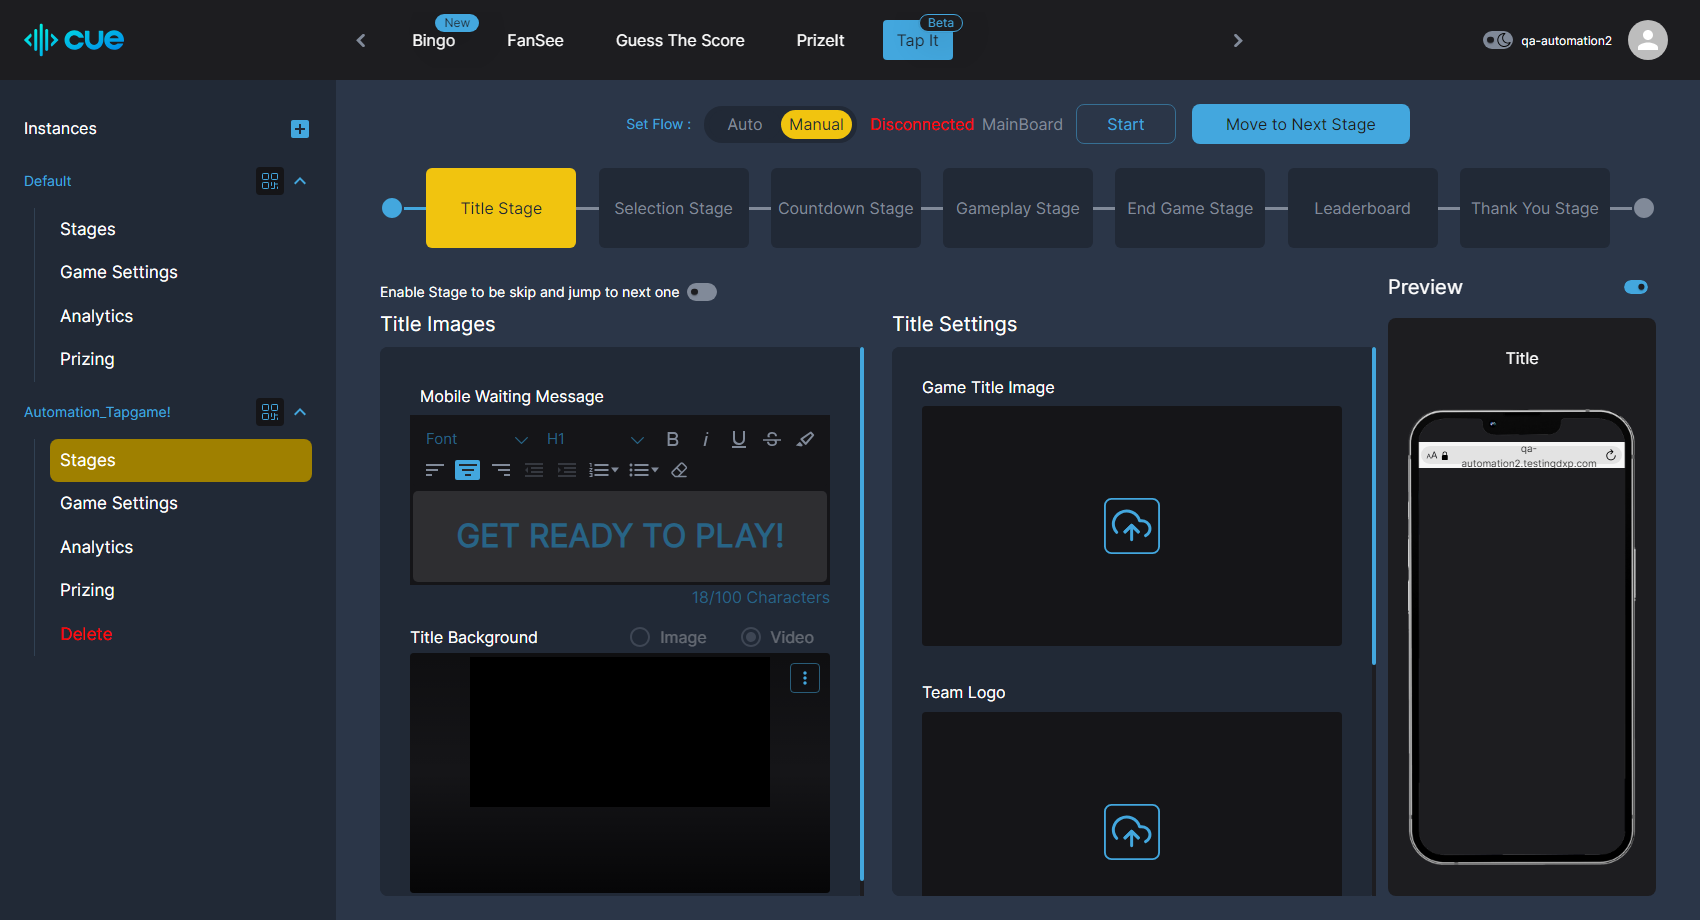 cue
Bingo
New
FanSee
Guess The Score
PrizeIt
Tap It
Beta
qa-automation2
Instances
Default
Stages
Game Settings
Analytics
Prizing
Automation_Tapgame!
Stages
Game Settings
Analytics
Prizing
Delete
Set Flow :
Auto
Manual
Disconnected MainBoard
Start
Move to Next Stage
Title Stage
Selection Stage
Countdown Stage
Gameplay Stage
End Game Stage
Leaderboard
Thank You Stage
Enable Stage to be skip and jump to next one
Title Images
Mobile Waiting Message
Font
H1
B
i
U
S
GET READY TO PLAY!
18/100 Characters
Title Background
Image
Video
Title Settings
Game Title Image
Team Logo
Preview
Title
AA
qa-
automation2.testingdxp.com